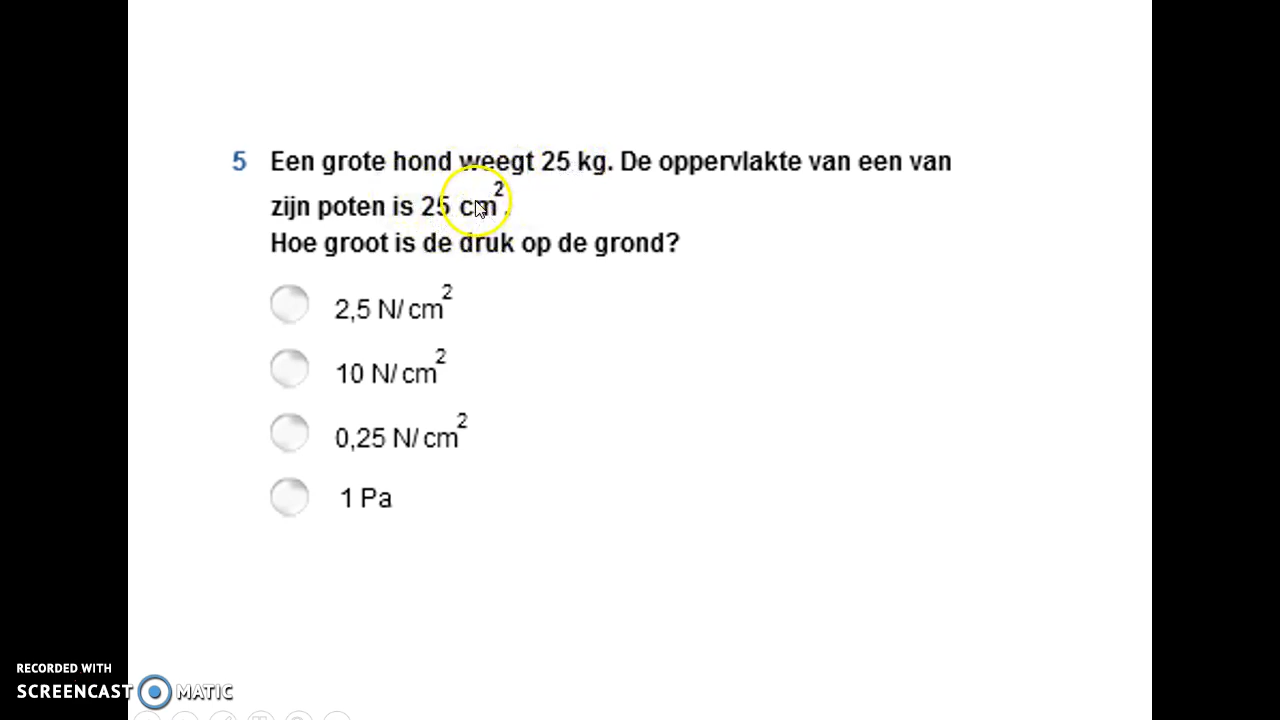 5 Een grote hond weegt 25 kg. De oppervlakte van een van
zijn poten is 25 cm².
Hoe groot is de druk op de grond?
2,5 N/cm²
10 N/cm²
0,25 N/cm²
1 Pa
RECORDED WITH
SCREENCAST MATIC